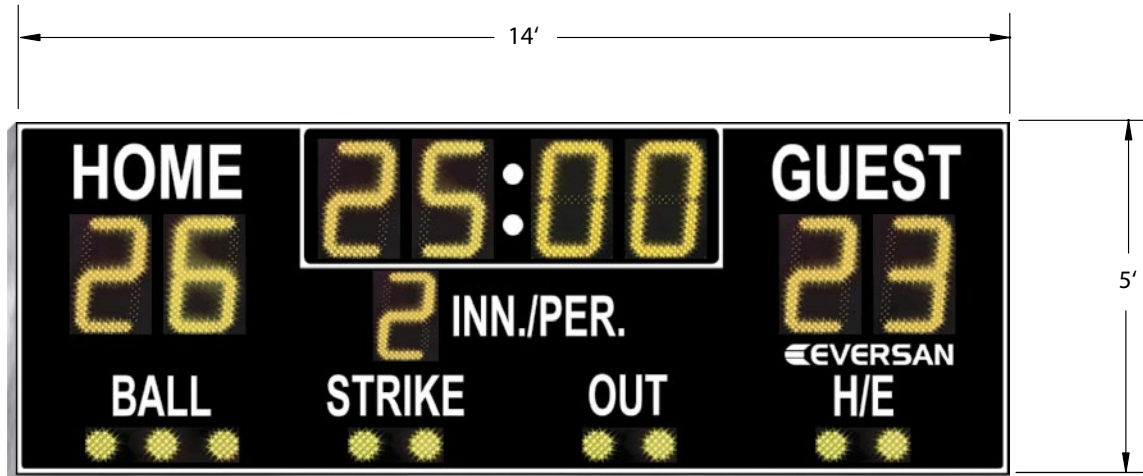 14‘
HOME 25:00 GUEST
26 23
5‘
2 INN./PER.
EVERSAN
BALL STRIKE OUT H/E